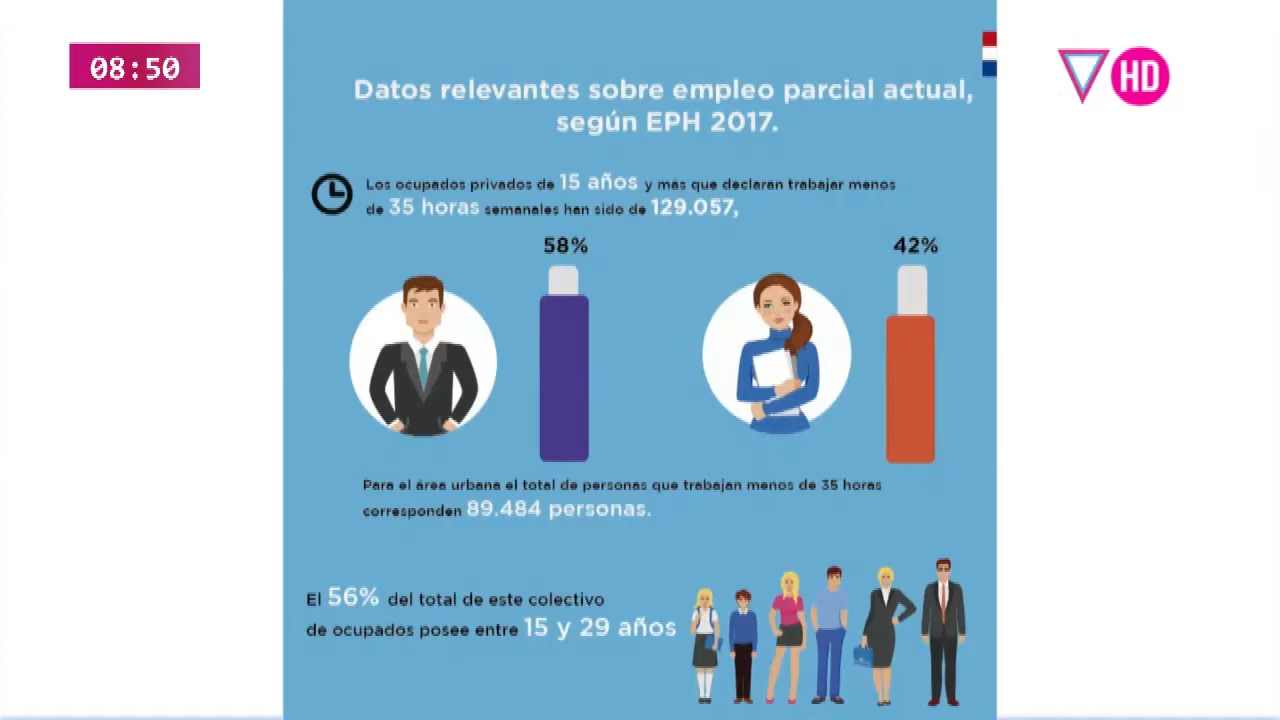 08:50
HD
Datos relevantes sobre empleo parcial actual,
según EPH 2017.
Los ocupados privados de 15 años y más que declaran trabajar menos
de 35 horas semanales han sido de 129.057,
58%
42%
Para el área urbana el total de personas que trabajan menos de 35 horas
corresponden 89.484 personas.
El 56% del total de este colectivo
de ocupados posee entre 15 y 29 años